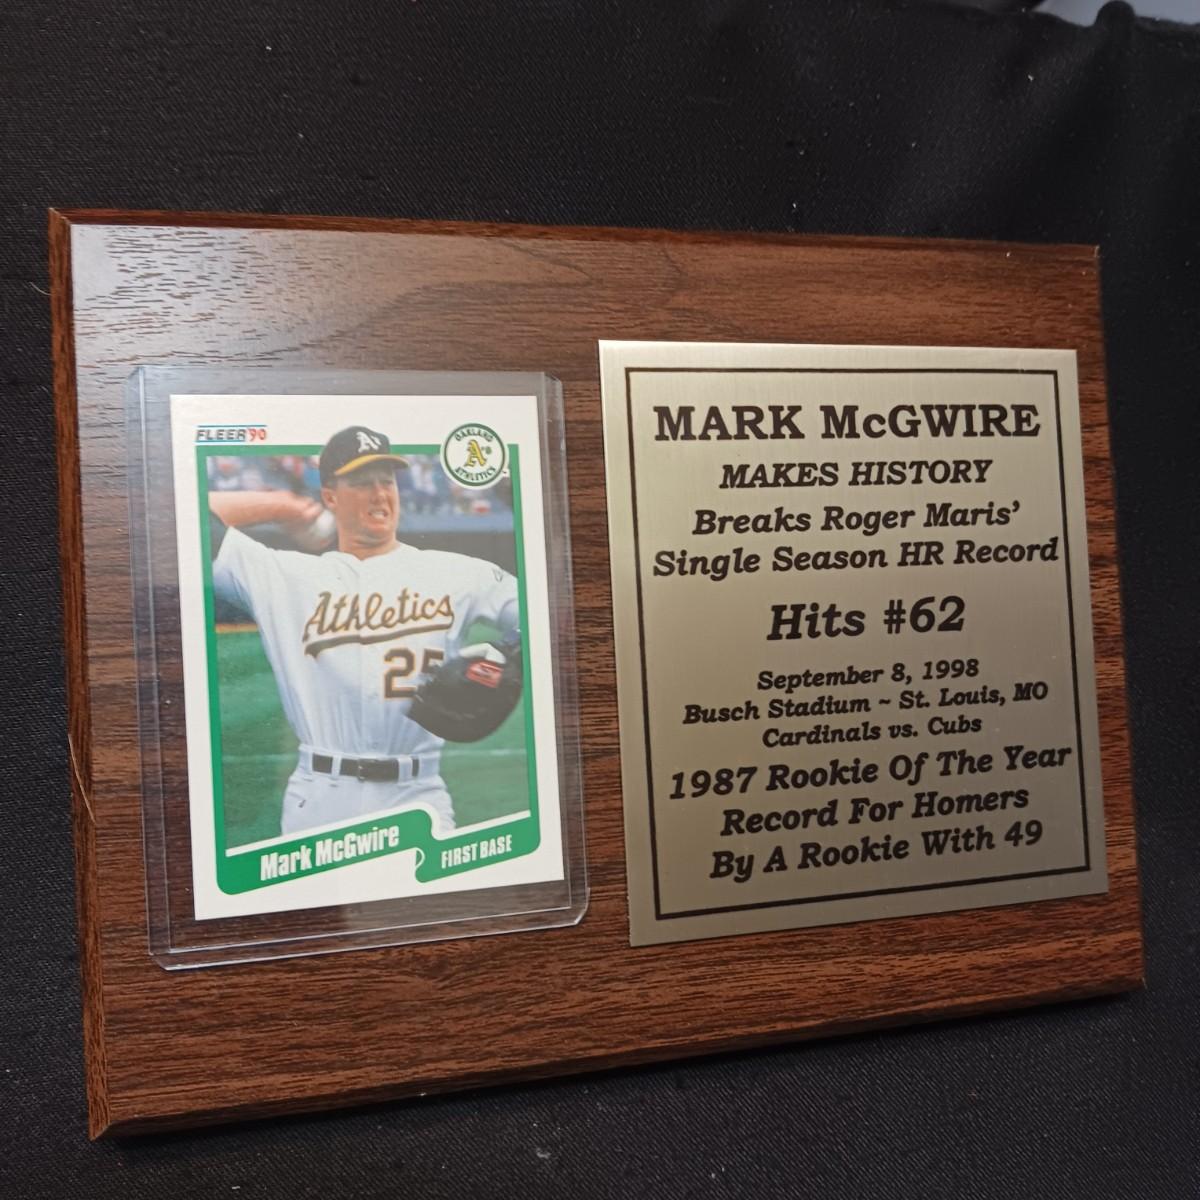 FLEER '90
OAKLAND
A's
ATHLETICS
A's
Athletics
25
Mark McGwire
FIRST BASE
MARK McGWIRE
MAKES HISTORY
Breaks Roger Maris'
Single Season HR Record
Hits #62
September 8, 1998
Busch Stadium ~ St. Louis, MO
Cardinals vs. Cubs
1987 Rookie Of The Year
Record For Homers
By A Rookie With 49